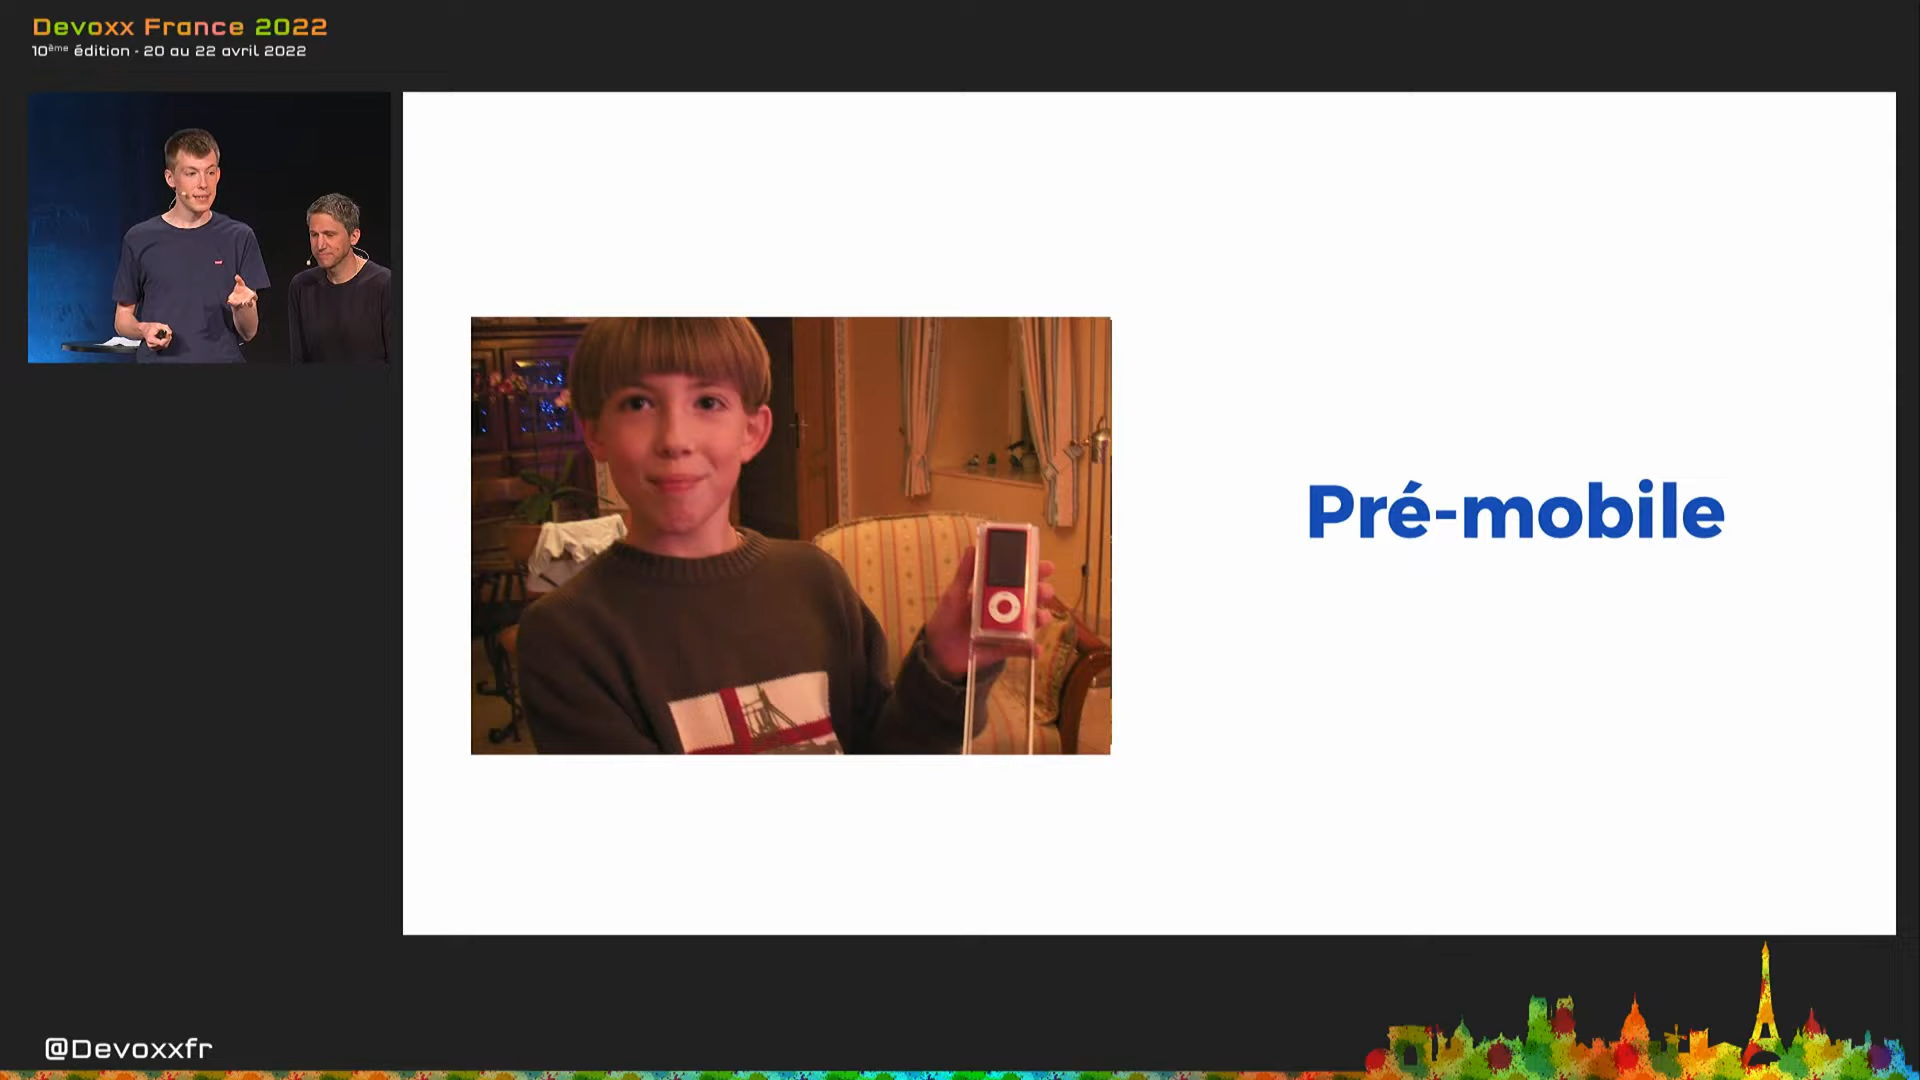 Devoxx France 2022
10ème édition - 20 au 22 avril 2022
Pré-mobile
@Devoxxfr